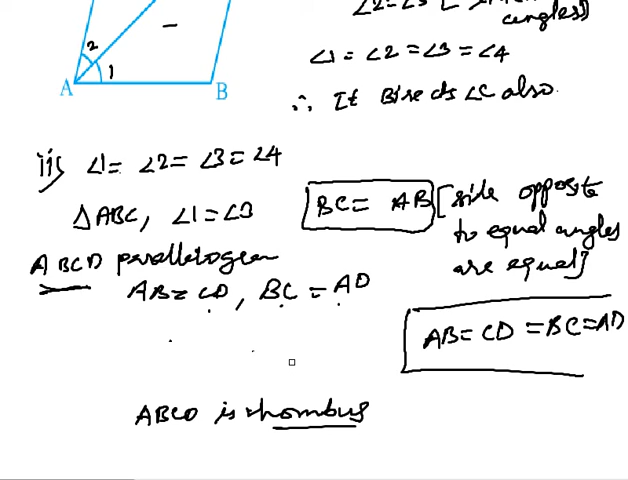 ∠1 = ∠2 = ∠3 = ∠4
∴ It Bisects ∠C also.
2
1
A
B
ii) ∠1 = ∠2 = ∠3 = ∠4
△ABC, ∠1 = ∠3
BC = AB [side opposite
to equal angles
are equal]
ABCD parallelogram
AB = CD, BC = AD
AB = CD = BC = AD
ABCD is rhombus